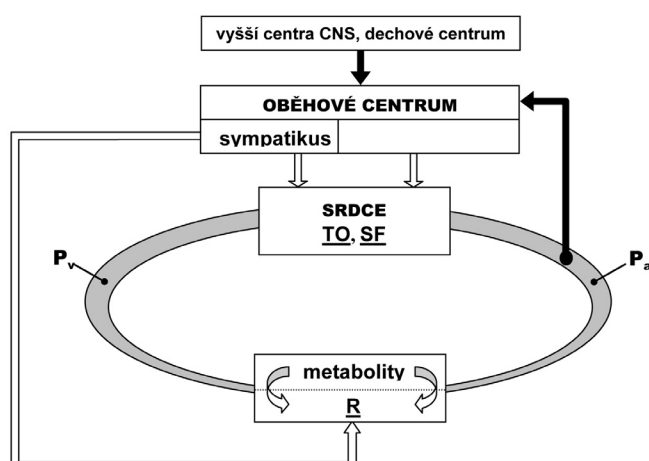 vyšší centra CNS, dechové centrum
OBĚHOVÉ CENTRUM
sympatikus
SRDCE
TO, SF
Pv
Pa
metabolity
R